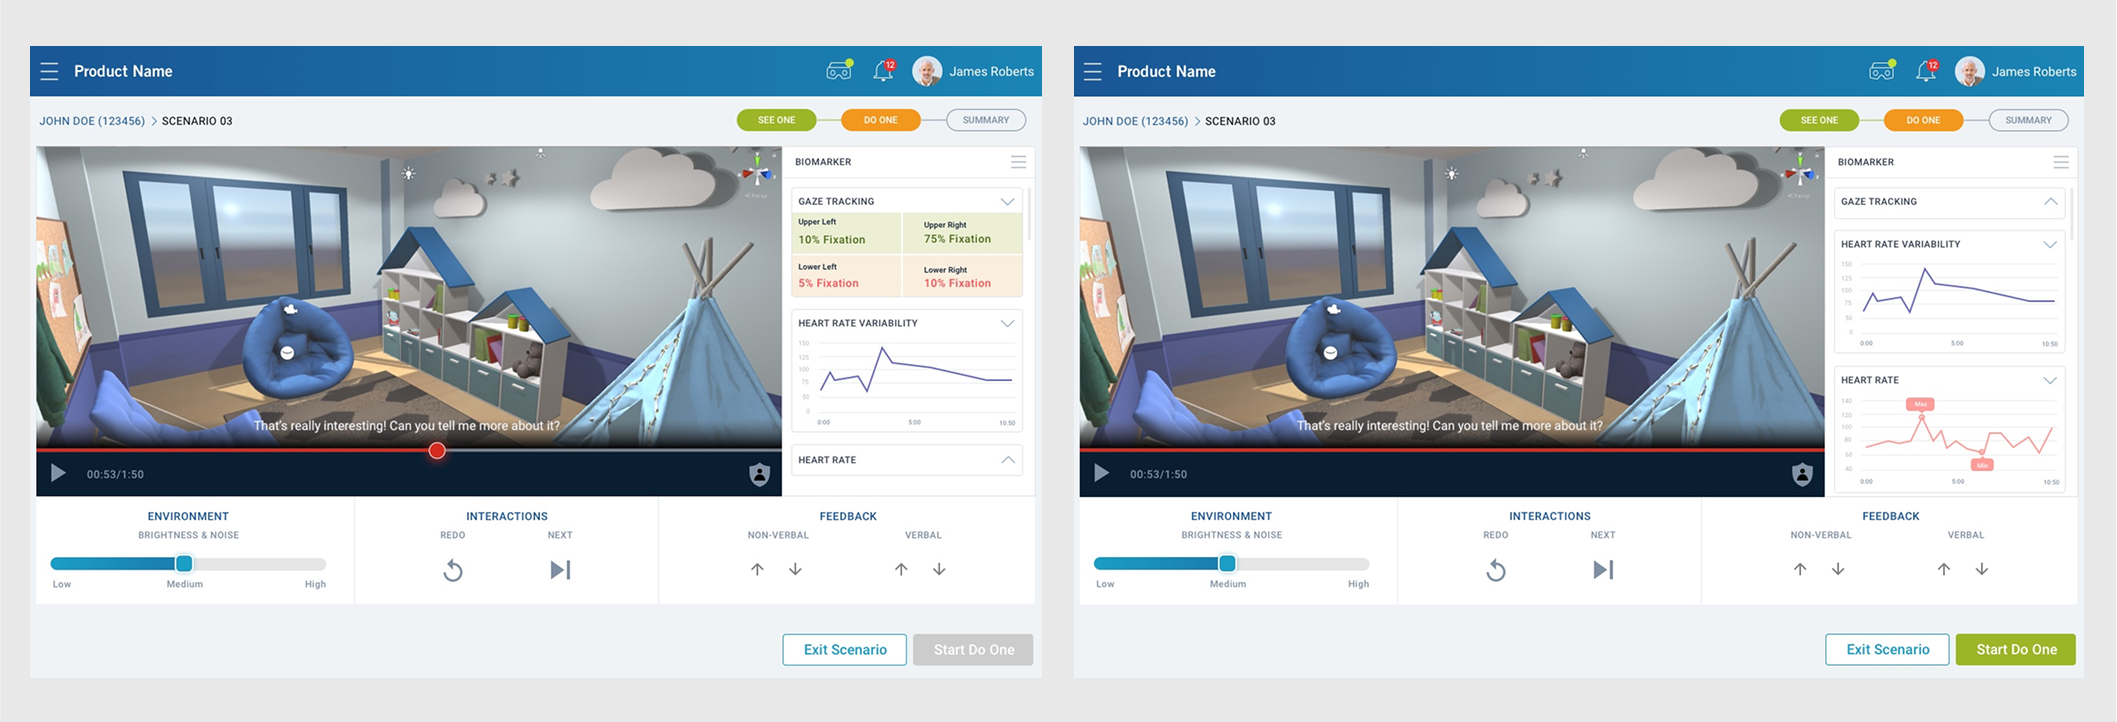 Product Name
12
James Roberts
JOHN DOE (123456) > SCENARIO 03
SEE ONE
DO ONE
SUMMARY
BIOMARKER
GAZE TRACKING
Upper Left
10% Fixation
Upper Right
75% Fixation
Lower Left
5% Fixation
Lower Right
10% Fixation
HEART RATE VARIABILITY
150
125
100
75
50
0
0:00
5:00
10:50
HEART RATE
< Persp
That's really interesting! Can you tell me more about it?
00:53/1:50
ENVIRONMENT
BRIGHTNESS & NOISE
Low
Medium
High
INTERACTIONS
REDO
NEXT
FEEDBACK
NON-VERBAL
VERBAL
Exit Scenario
Start Do One
Product Name
12
James Roberts
JOHN DOE (123456) > SCENARIO 03
SEE ONE
DO ONE
SUMMARY
BIOMARKER
GAZE TRACKING
HEART RATE VARIABILITY
150
125
100
75
50
0
0:00
5:00
10:50
HEART RATE
140
120
100
80
60
40
Max
Min
0:00
5:00
10:50
< Persp
That's really interesting! Can you tell me more about it?
00:53/1:50
ENVIRONMENT
BRIGHTNESS & NOISE
Low
Medium
High
INTERACTIONS
REDO
NEXT
FEEDBACK
NON-VERBAL
VERBAL
Exit Scenario
Start Do One